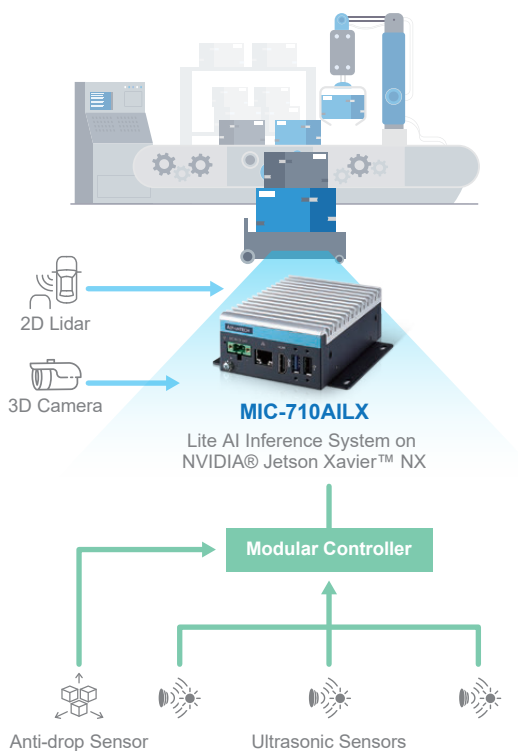 2D Lidar
3D Camera
MIC-710AILX
Lite AI Inference System on
NVIDIA® Jetson Xavier™ NX
Modular Controller
Anti-drop Sensor
Ultrasonic Sensors